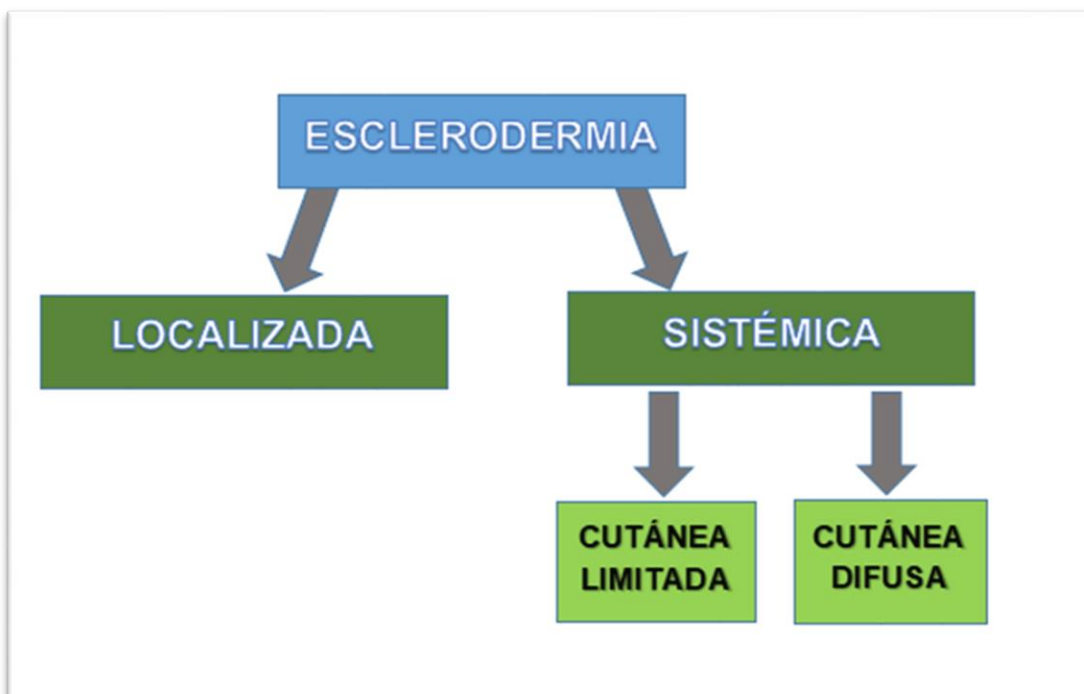 ESCLERODERMIA
LOCALIZADA
SISTÉMICA
CUTÁNEA
LIMITADA
CUTÁNEA
DIFUSA